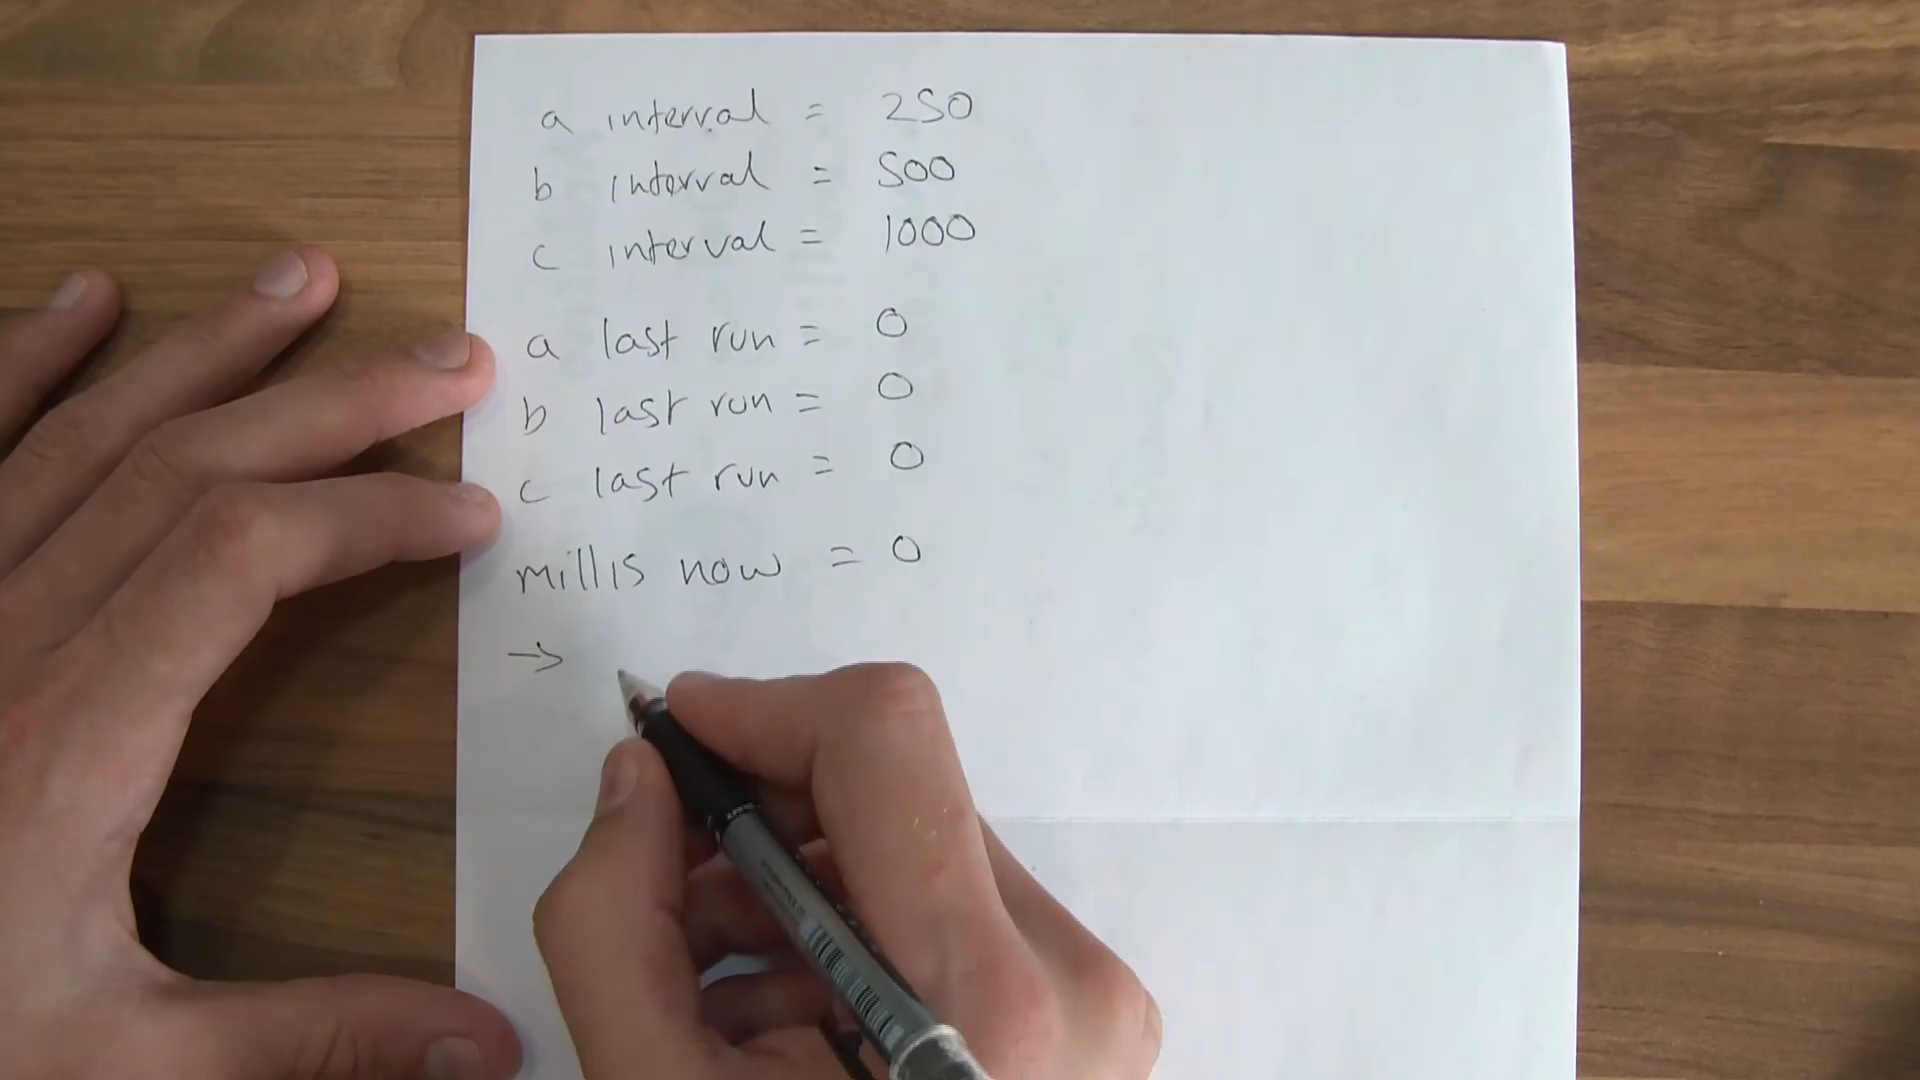 a interval = 250
b interval = 500
c interval = 1000
a last run = 0
b last run = 0
c last run = 0
millis now = 0
→